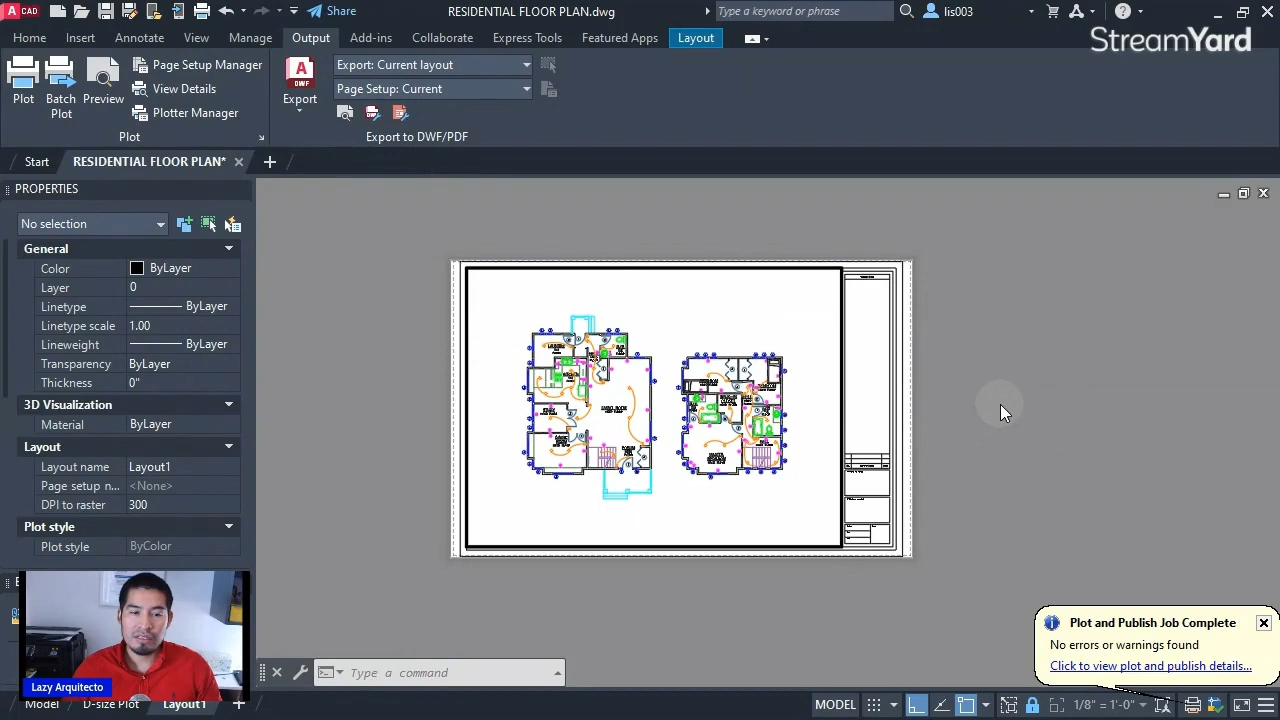 CAD
Share
RESIDENTIAL FLOOR PLAN.dwg
Type a keyword or phrase
lis003
StreamYard
Home
Insert
Annotate
View
Manage
Output
Add-ins
Collaborate
Express Tools
Featured Apps
Layout
Plot
Batch
Plot
Preview
Page Setup Manager
View Details
Plotter Manager
Plot
DWF
Export
Export: Current layout
Page Setup: Current
Export to DWF/PDF
Start
RESIDENTIAL FLOOR PLAN*
PROPERTIES
No selection
General
Color ByLayer
Layer 0
Linetype ByLayer
Linetype scale 1.00
Lineweight ByLayer
Transparency ByLayer
Thickness 0"
3D Visualization
Material ByLayer
Layout
Layout name Layout1
Page setup n... <None>
DPI to raster 300
Plot style
Plot style ByColor
Lazy Arquitecto
Plot and Publish Job Complete
No errors or warnings found
Click to view plot and publish details...
Type a command
Model
D-size Plot
Layout1
MODEL
1/8" = 1'-0"